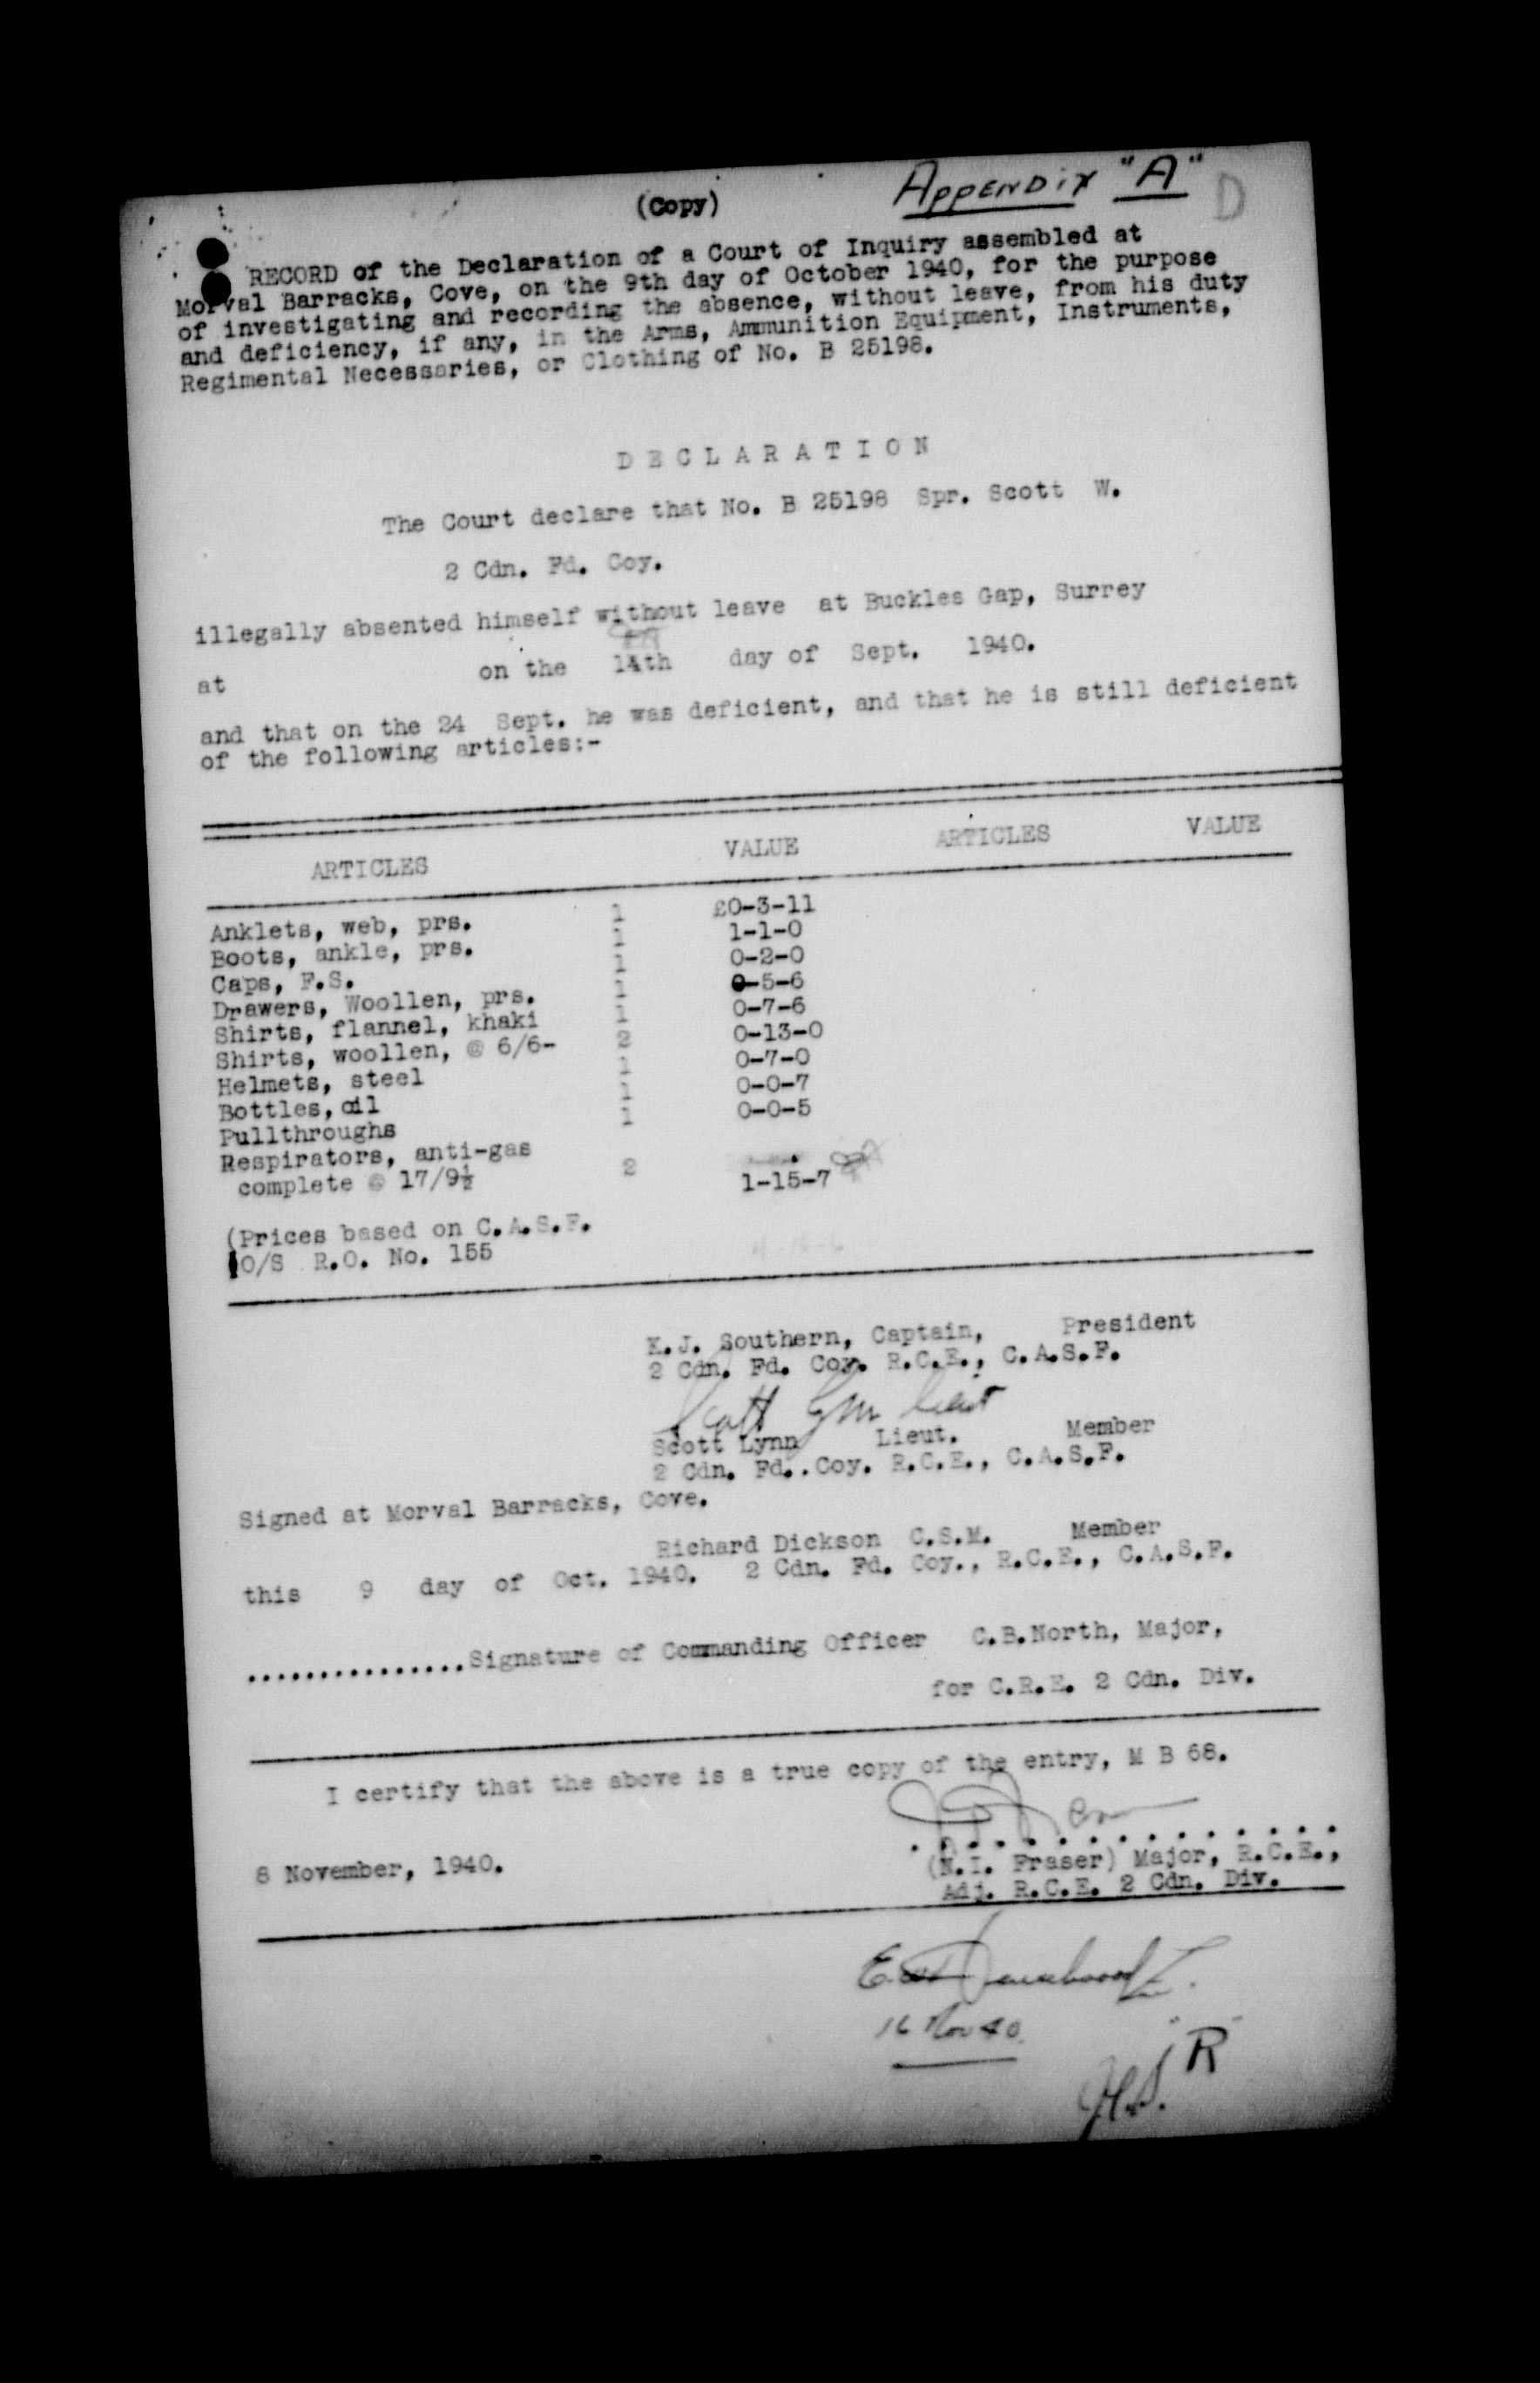 (Copy)
APPENDIX "A"
D
RECORD of the Declaration of a Court of Inquiry assembled at
Morval Barracks, Cove, on the 9th day of October 1940, for the purpose
of investigating and recording the absence, without leave, from his duty
and deficiency, if any, in the Arms, Ammunition Equipment, Instruments,
Regimental Necessaries, or Clothing of No. B 25198.
DECLARATION
The Court declare that No. B 25198 Spr. Scott W.
2 Cdn. Fd. Coy.
illegally absented himself without leave at Buckles Gap, Surrey
at on the 14th day of Sept. 1940.
and that on the 24 Sept. he was deficient, and that he is still deficient
of the following articles:-
ARTICLES VALUE ARTICLES VALUE
Anklets, web, prs. 1 £0-3-11
Boots, ankle, prs. 1 1-1-0
Caps, F.S. 1 0-2-0
Drawers, Woollen, prs. 1 0-5-6
Shirts, flannel, khaki 1 0-7-6
Shirts, woollen, @ 6/6- 2 0-13-0
Helmets, steel 1 0-7-0
Bottles, oil 1 0-0-7
Pullthroughs 1 0-0-5
Respirators, anti-gas
complete @ 17/9½ 2 1-15-7
(Prices based on C.A.S.F.
(O/S R.O. No. 155
K.J. Southern, Captain, President
2 Cdn. Fd. Coy. R.C.E., C.A.S.F.
Scott Lynn Lieut
Scott Lynn Lieut. Member
2 Cdn. Fd..Coy. R.C.E., C.A.S.F.
Signed at Morval Barracks, Cove.
Richard Dickson C.S.M. Member
this 9 day of Oct. 1940. 2 Cdn. Fd. Coy., R.C.E., C.A.S.F.
...............Signature of Commanding Officer C.B.North, Major,
for C.R.E. 2 Cdn. Div.
I certify that the above is a true copy of the entry, M B 68.
8 November, 1940.
(N.I. Fraser) Major, R.C.E.,
Adj. R.C.E. 2 Cdn. Div.
16 Nov 40.
"R"